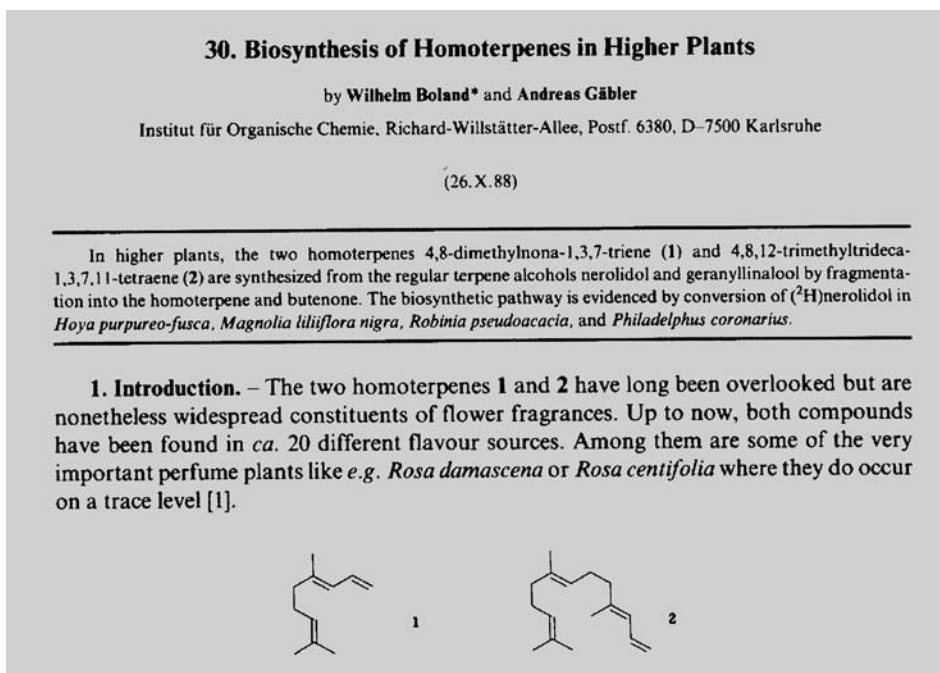 30. Biosynthesis of Homoterpenes in Higher Plants
by Wilhelm Boland* and Andreas Gäbler
Institut für Organische Chemie, Richard-Willstätter-Allee, Postf. 6380, D–7500 Karlsruhe
(26.X.88)
In higher plants, the two homoterpenes 4,8-dimethylnona-1,3,7-triene (1) and 4,8,12-trimethyltrideca-
1,3,7,11-tetraene (2) are synthesized from the regular terpene alcohols nerolidol and geranyllinalool by fragmenta-
tion into the homoterpene and butenone. The biosynthetic pathway is evidenced by conversion of (²H)nerolidol in
Hoya purpureo-fusca, Magnolia liliiflora nigra, Robinia pseudoacacia, and Philadelphus coronarius.
1. Introduction. – The two homoterpenes 1 and 2 have long been overlooked but are
nonetheless widespread constituents of flower fragrances. Up to now, both compounds
have been found in ca. 20 different flavour sources. Among them are some of the very
important perfume plants like e.g. Rosa damascena or Rosa centifolia where they do occur
on a trace level [1].
1 2